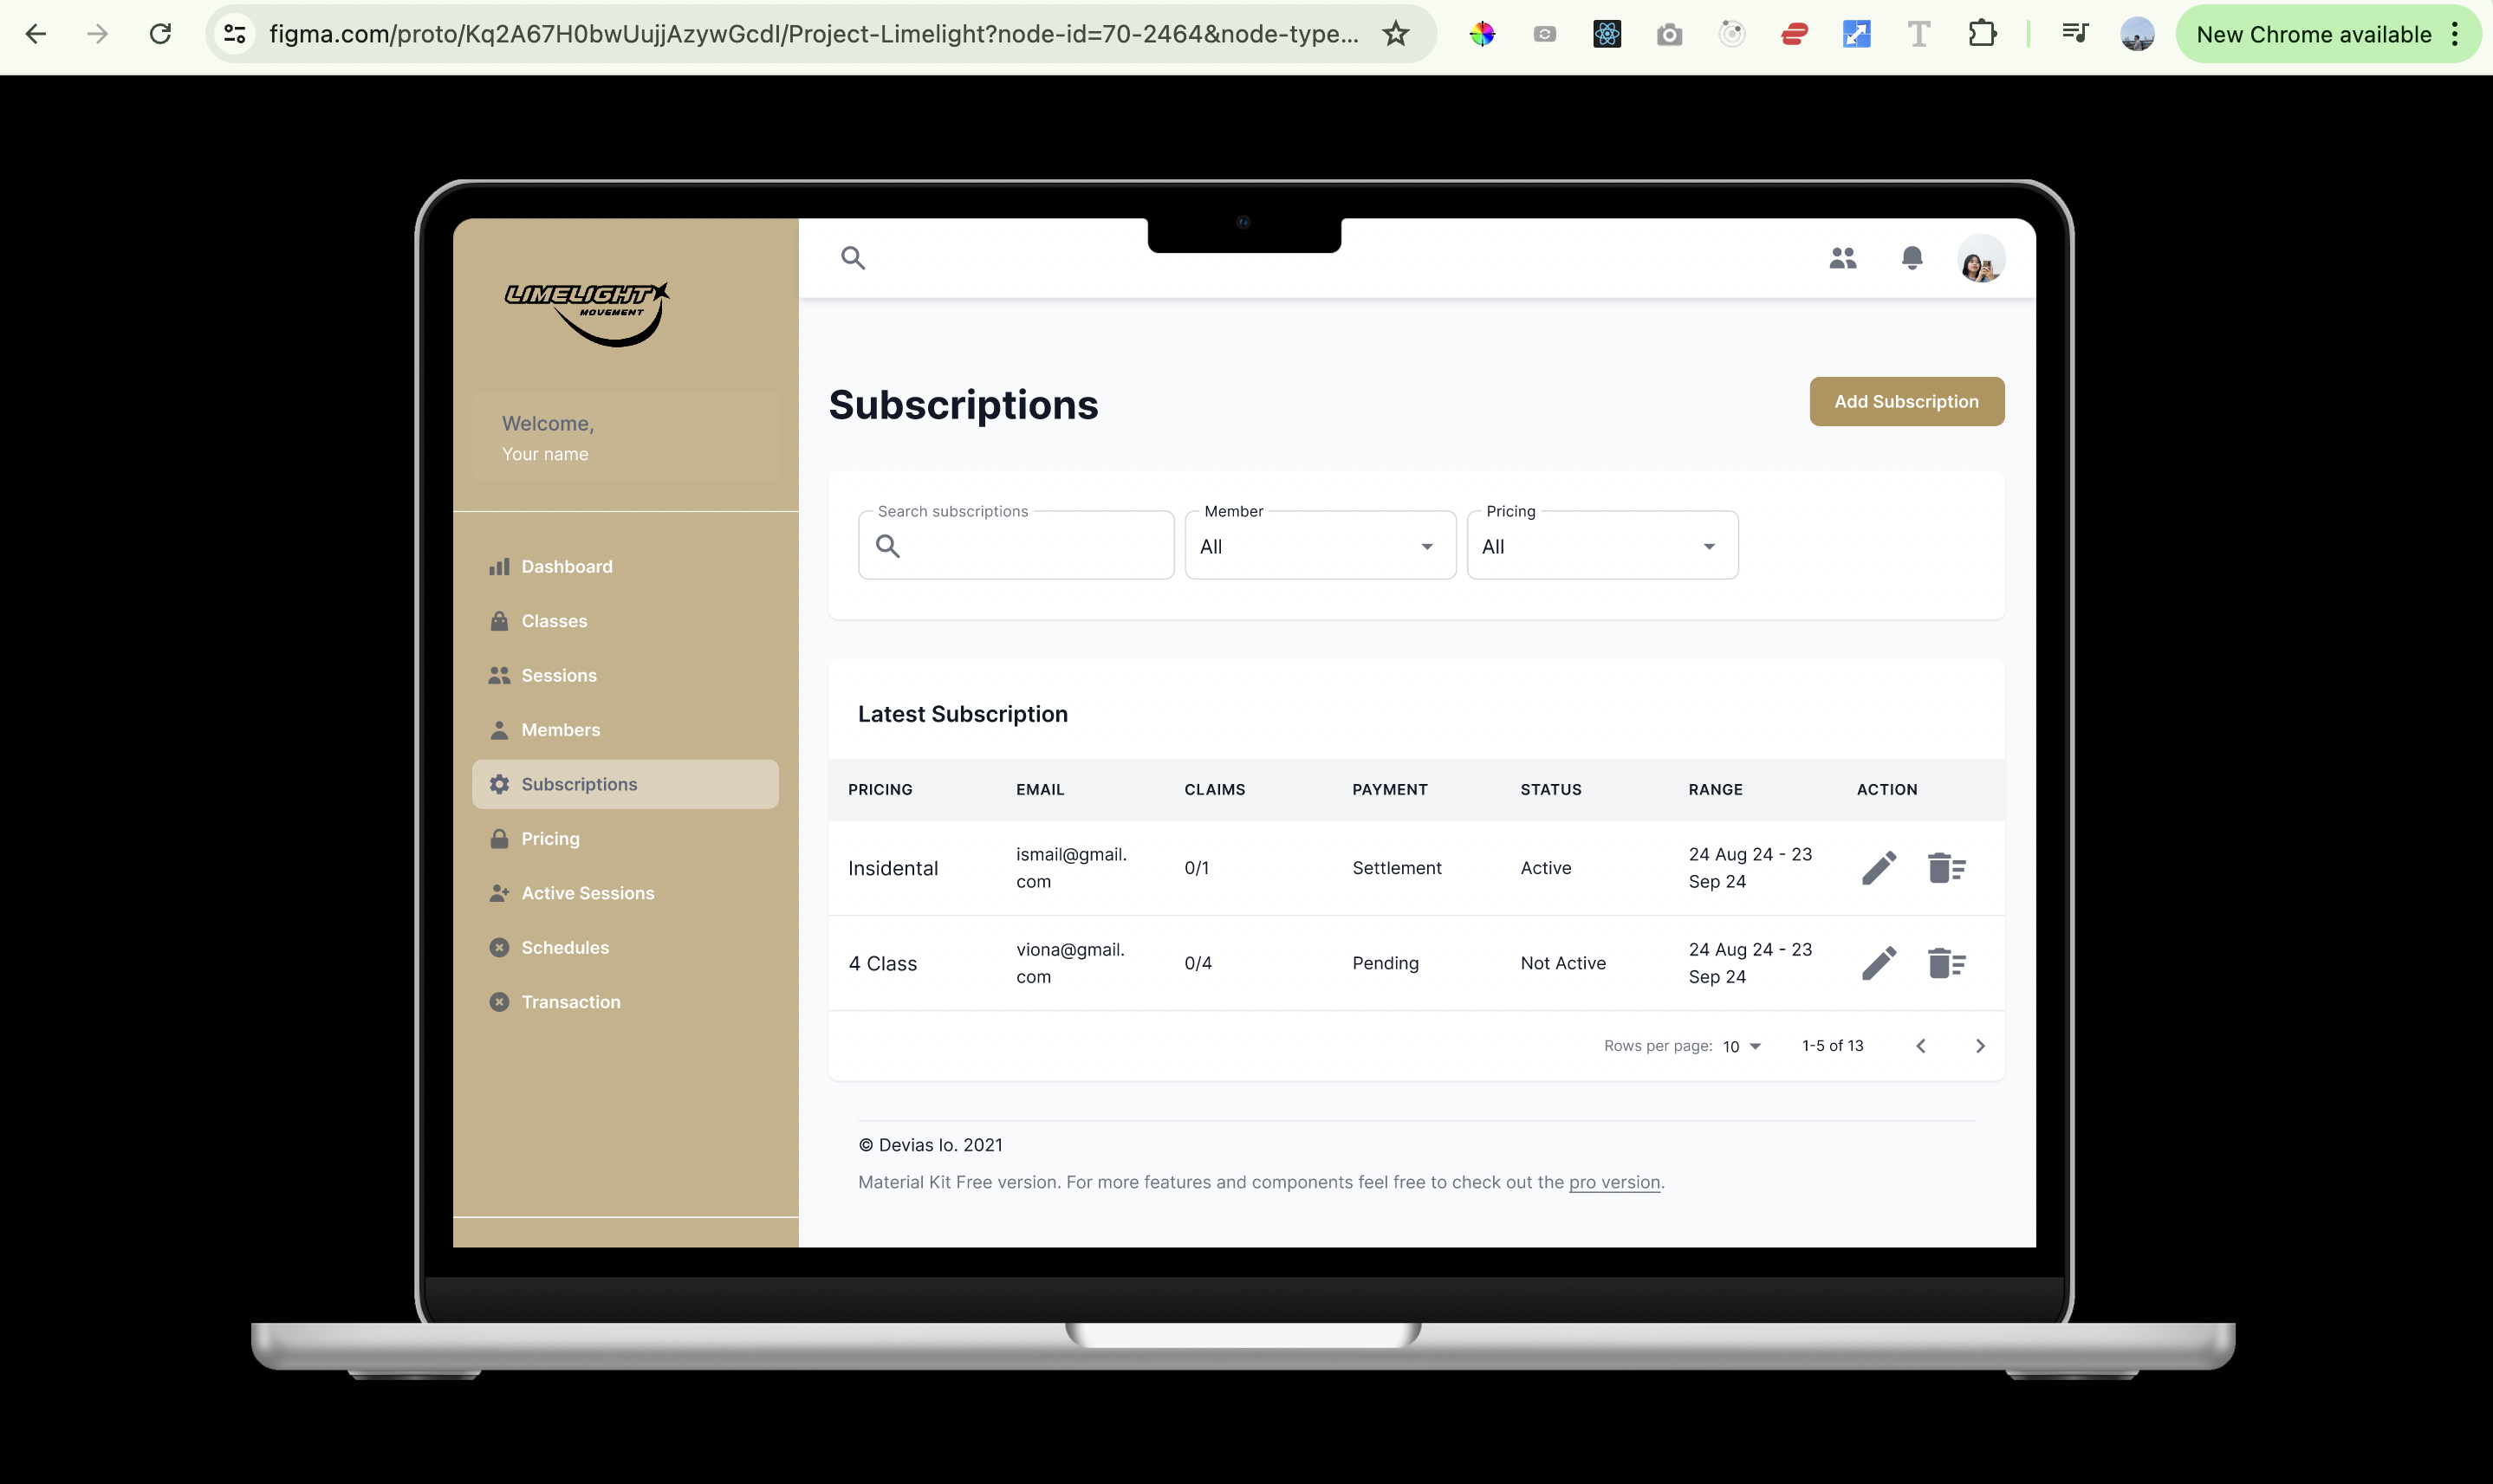 figma.com/proto/Kq2A67H0bwUujjAzywGcdI/Project-Limelight?node-id=70-2464&node-type...
New Chrome available
LIMELIGHT
MOVEMENT
Welcome,
Your name
Dashboard
Classes
Sessions
Members
Subscriptions
Pricing
Active Sessions
Schedules
Transaction
Subscriptions
Add Subscription
Search subscriptions
Member
All
Pricing
All
Latest Subscription
PRICING EMAIL CLAIMS PAYMENT STATUS RANGE ACTION
Insidental ismail@gmail.com 0/1 Settlement Active 24 Aug 24 - 23 Sep 24
4 Class viona@gmail.com 0/4 Pending Not Active 24 Aug 24 - 23 Sep 24
Rows per page: 10 1-5 of 13
© Devias Io. 2021
Material Kit Free version. For more features and components feel free to check out the pro version.